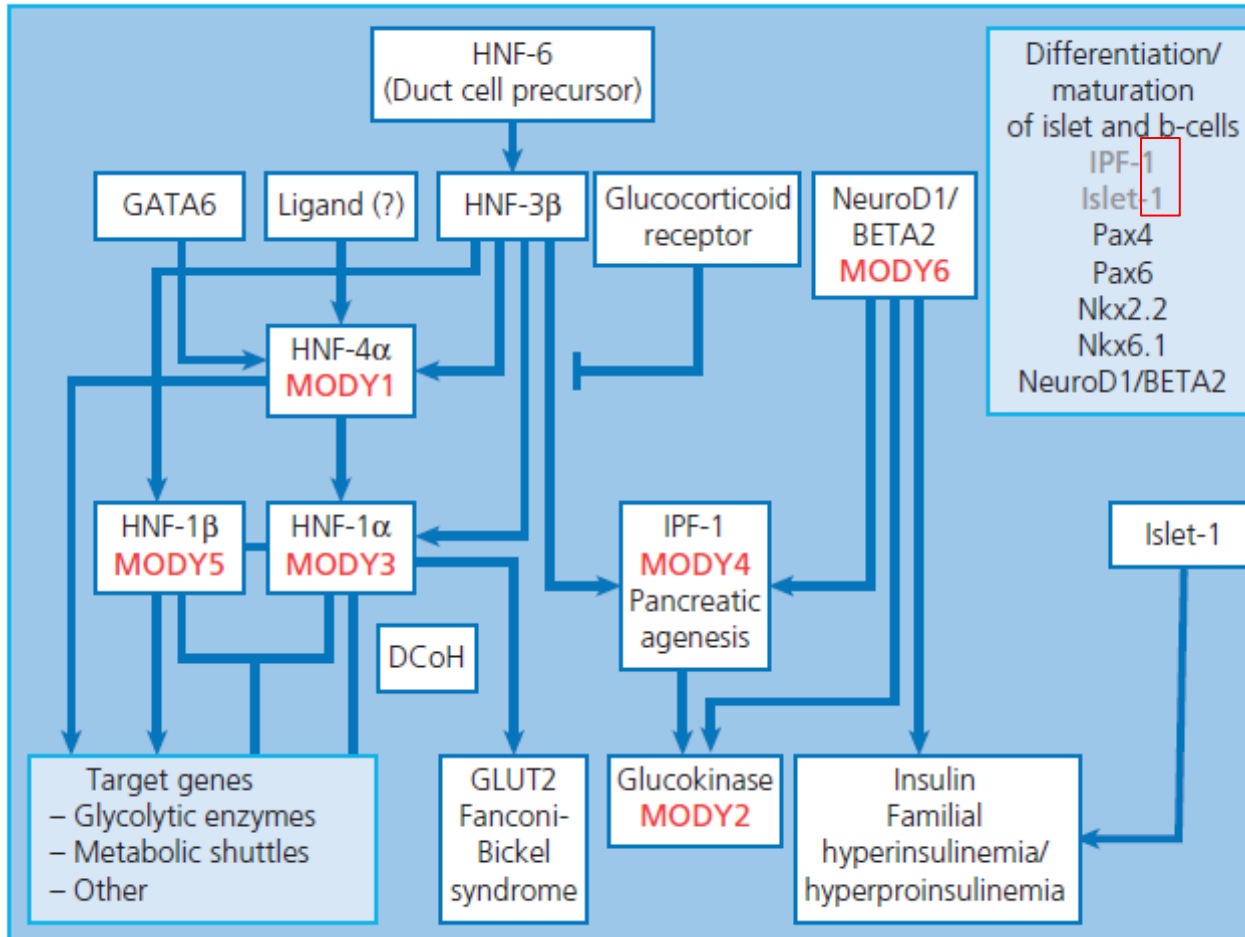 HNF-6
(Duct cell precursor)
Differentiation/
maturation
of islet and b-cells
IPF-1
Islet-1
Pax4
Pax6
Nkx2.2
Nkx6.1
NeuroD1/BETA2
GATA6
Ligand (?)
HNF-3β
Glucocorticoid
receptor
NeuroD1/
BETA2
MODY6
HNF-4α
MODY1
HNF-1β
MODY5
HNF-1α
MODY3
IPF-1
MODY4
Pancreatic
agenesis
Islet-1
DCoH
Target genes
– Glycolytic enzymes
– Metabolic shuttles
– Other
GLUT2
Fanconi-
Bickel
syndrome
Glucokinase
MODY2
Insulin
Familial
hyperinsulinemia/
hyperproinsulinemia